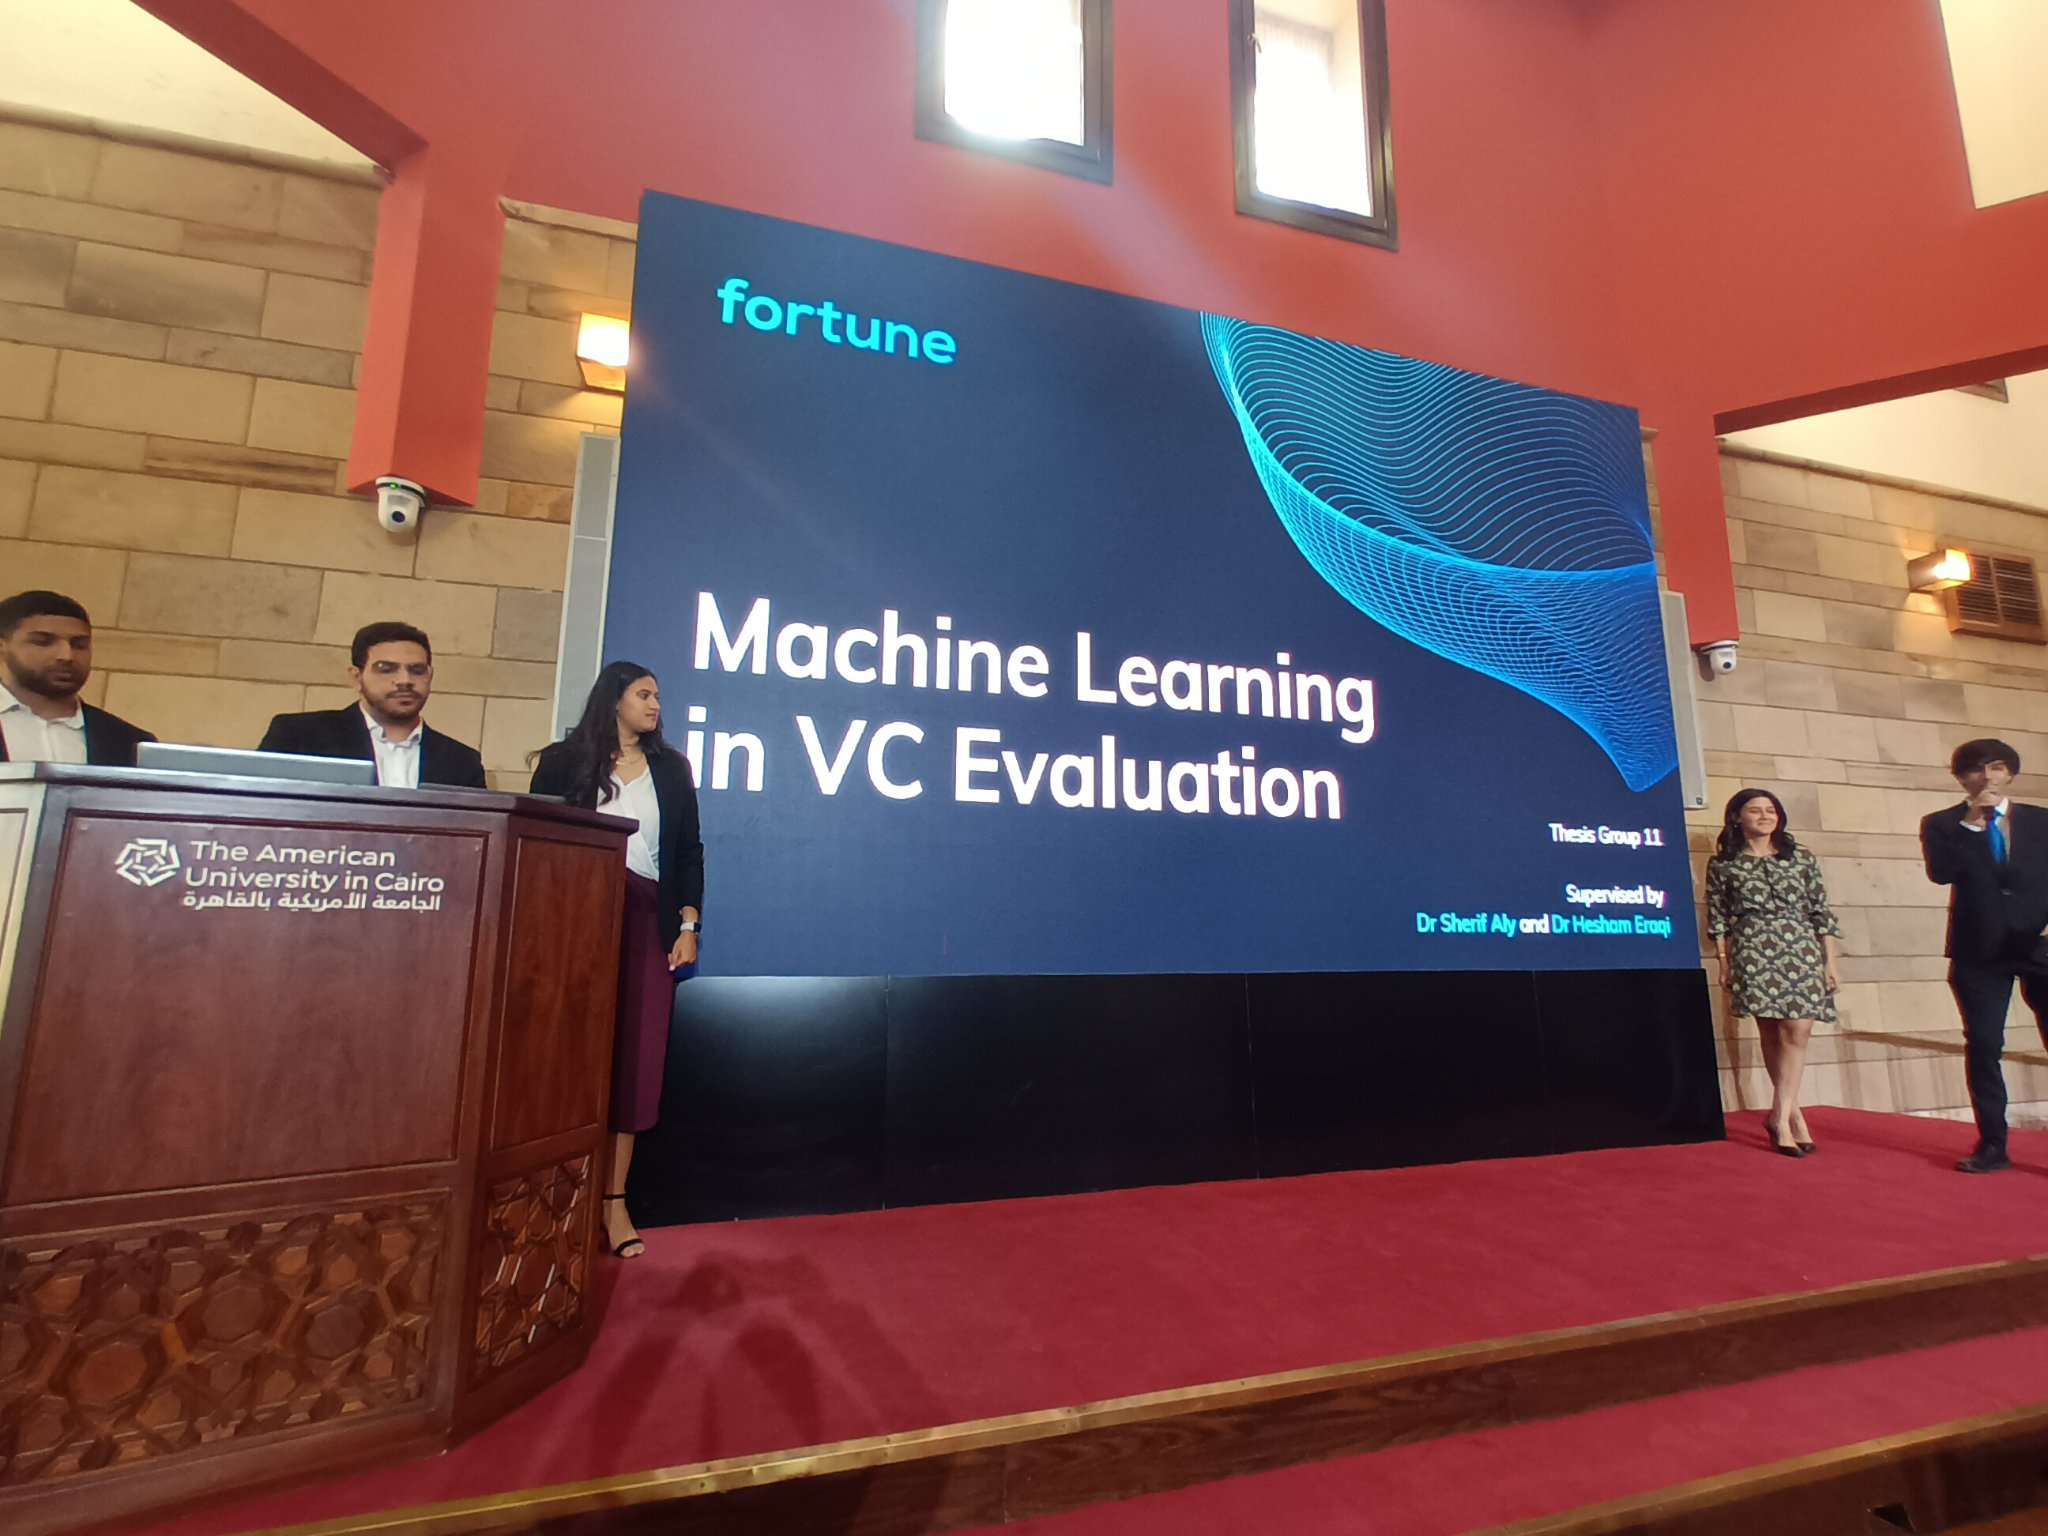 fortune
Machine Learning
in VC Evaluation
Thesis Group 11
Supervised by
Dr Sherif Aly and Dr Hesham Eraqi
The American
University in Cairo
الجامعة الأمريكية بالقاهرة